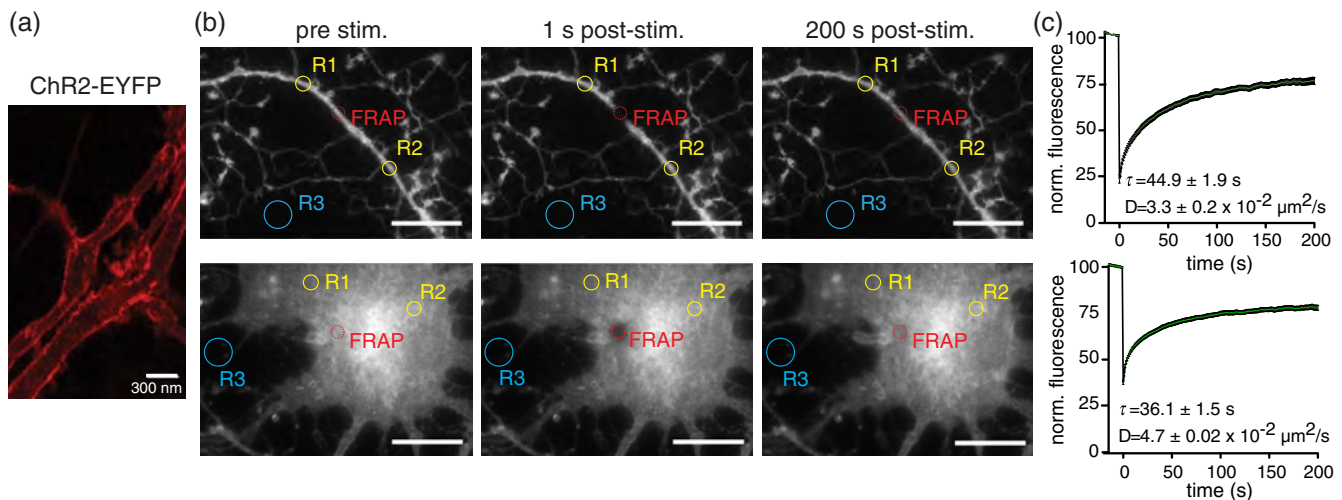 (a)
ChR2-EYFP
300 nm
(b)
pre stim.
1 s post-stim.
200 s post-stim.
R1
FRAP
R2
R3
R1
FRAP
R2
R3
R1
FRAP
R2
R3
R1
R2
FRAP
R3
R1
R2
FRAP
R3
R1
R2
FRAP
R3
(c)
norm. fluorescence
100
75
50
25
0
τ=44.9 ± 1.9 s
D=3.3 ± 0.2 x 10⁻² μm²/s
0 50 100 150 200
time (s)
norm. fluorescence
100
75
50
25
0
τ=36.1 ± 1.5 s
D=4.7 ± 0.02 x 10⁻² μm²/s
0 50 100 150 200
time (s)